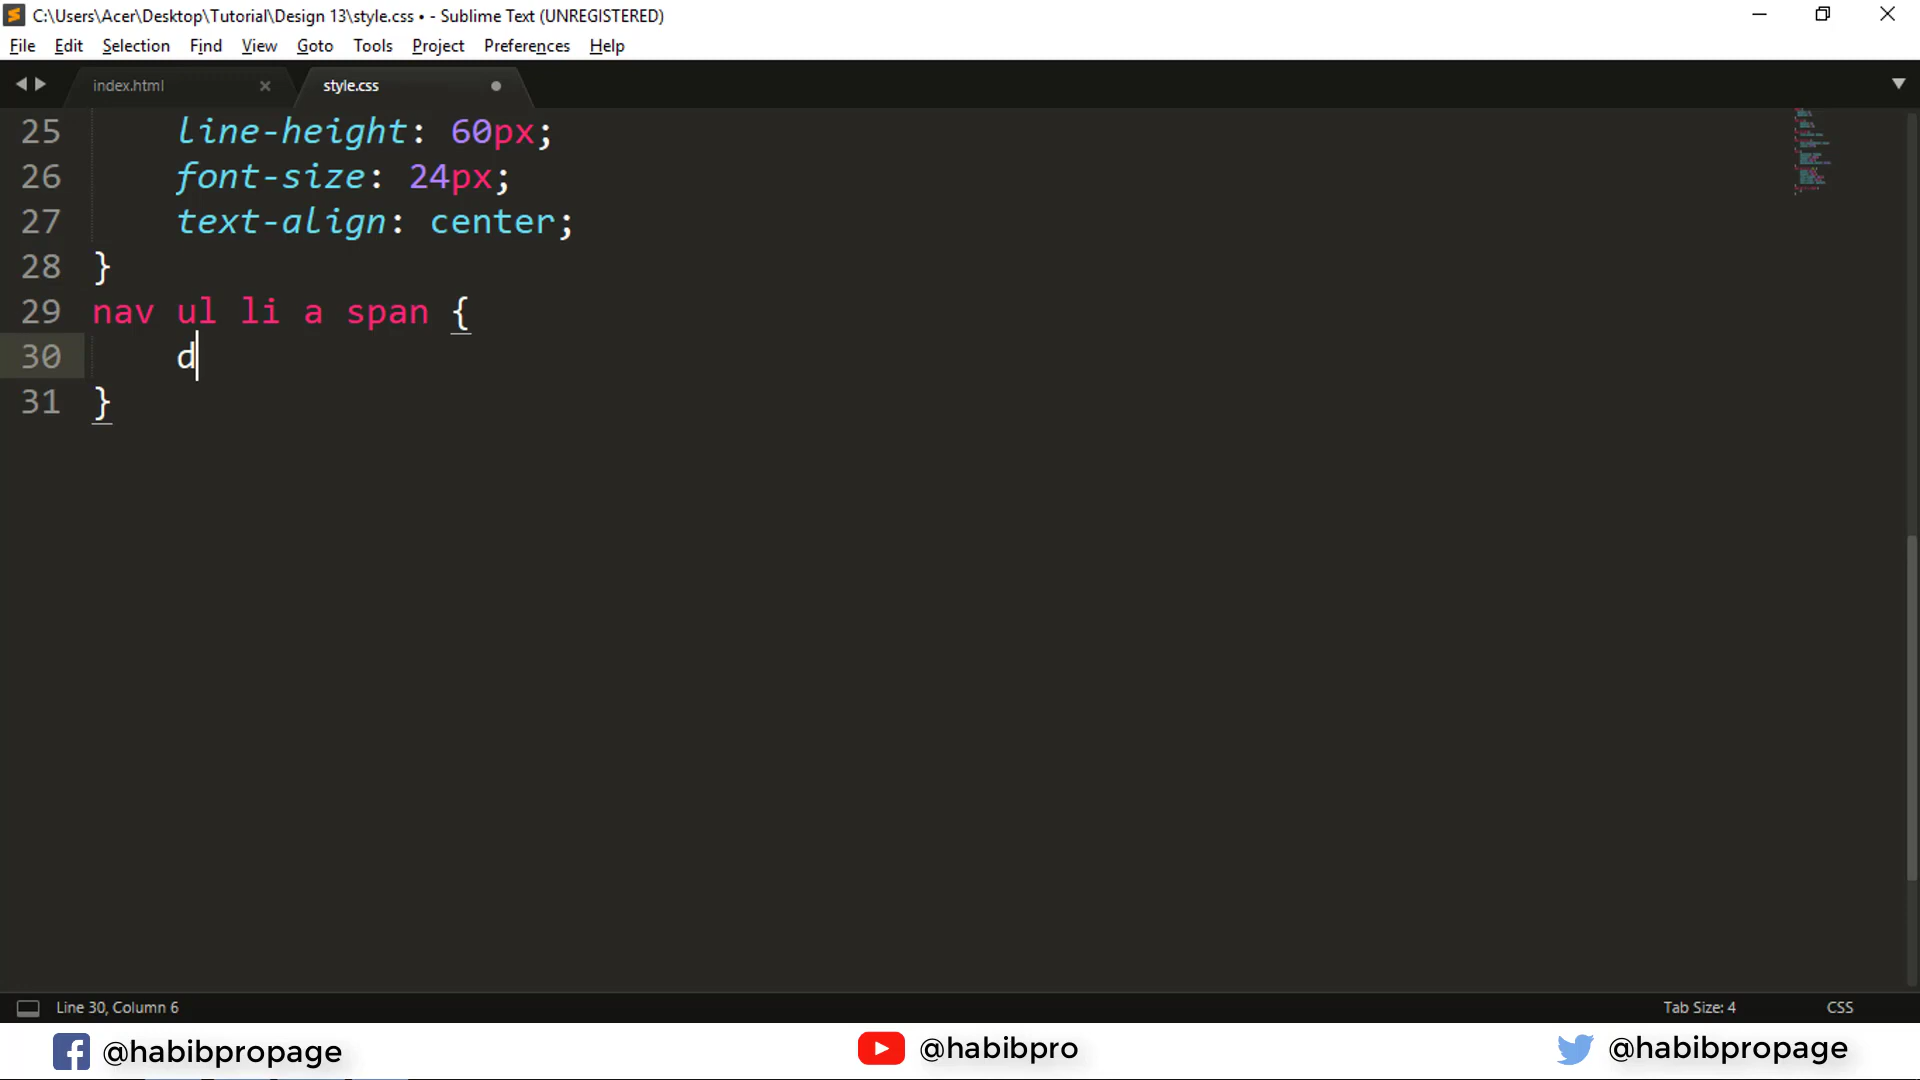 C:\Users\Acer\Desktop\Tutorial\Design 13\style.css • - Sublime Text (UNREGISTERED)
File Edit Selection Find View Goto Tools Project Preferences Help
index.html × style.css
25 line-height: 60px;
26 font-size: 24px;
27 text-align: center;
28 }
29 nav ul li a span {
30 d
31 }
Line 30, Column 6 Tab Size: 4 CSS
@habibpropage @habibpro @habibpropage